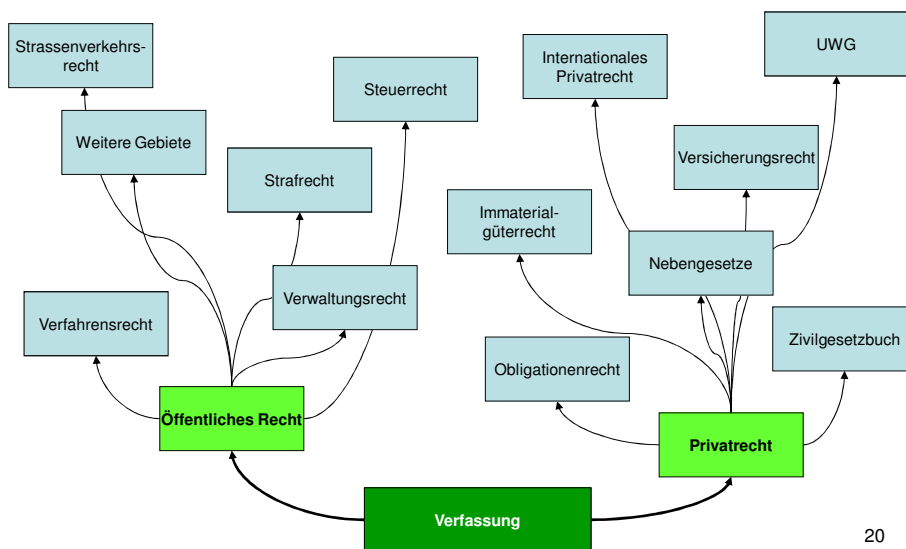 Strassenverkehrs-
recht
Internationales
Privatrecht
UWG
Steuerrecht
Weitere Gebiete
Versicherungsrecht
Strafrecht
Immaterial-
güterrecht
Nebengesetze
Verwaltungsrecht
Verfahrensrecht
Zivilgesetzbuch
Obligationenrecht
Öffentliches Recht
Privatrecht
Verfassung
20